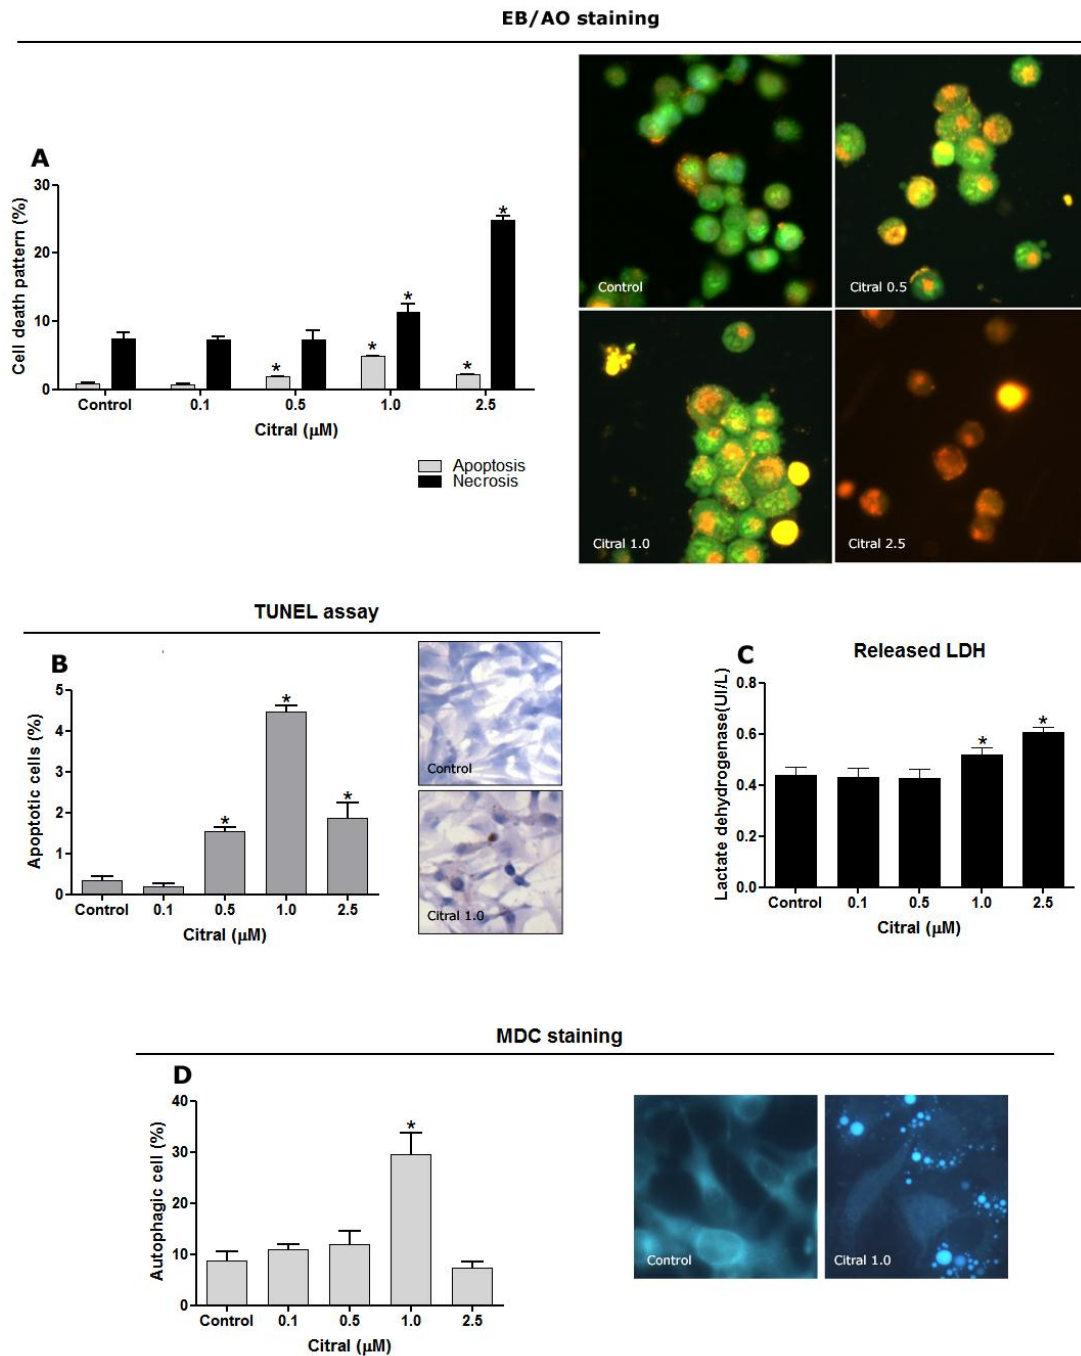 EB/AO staining
A
Cell death pattern (%)
30
20
10
0
*
*
*
*
*
Control
0.1
0.5
1.0
2.5
Citral (μM)
Apoptosis
Necrosis
Control
Citral 0.5
Citral 1.0
Citral 2.5
TUNEL assay
B
Apoptotic cells (%)
5
4
3
2
1
0
*
*
*
Control
0.1
0.5
1.0
2.5
Citral (μM)
Control
Citral 1.0
C
Released LDH
Lactate dehydrogenase(UI/L)
0.8
0.6
0.4
0.2
0.0
*
*
Control
0.1
0.5
1.0
2.5
Citral (μM)
MDC staining
D
Autophagic cell (%)
40
30
20
10
0
*
Control
0.1
0.5
1.0
2.5
Citral (μM)
Control
Citral 1.0